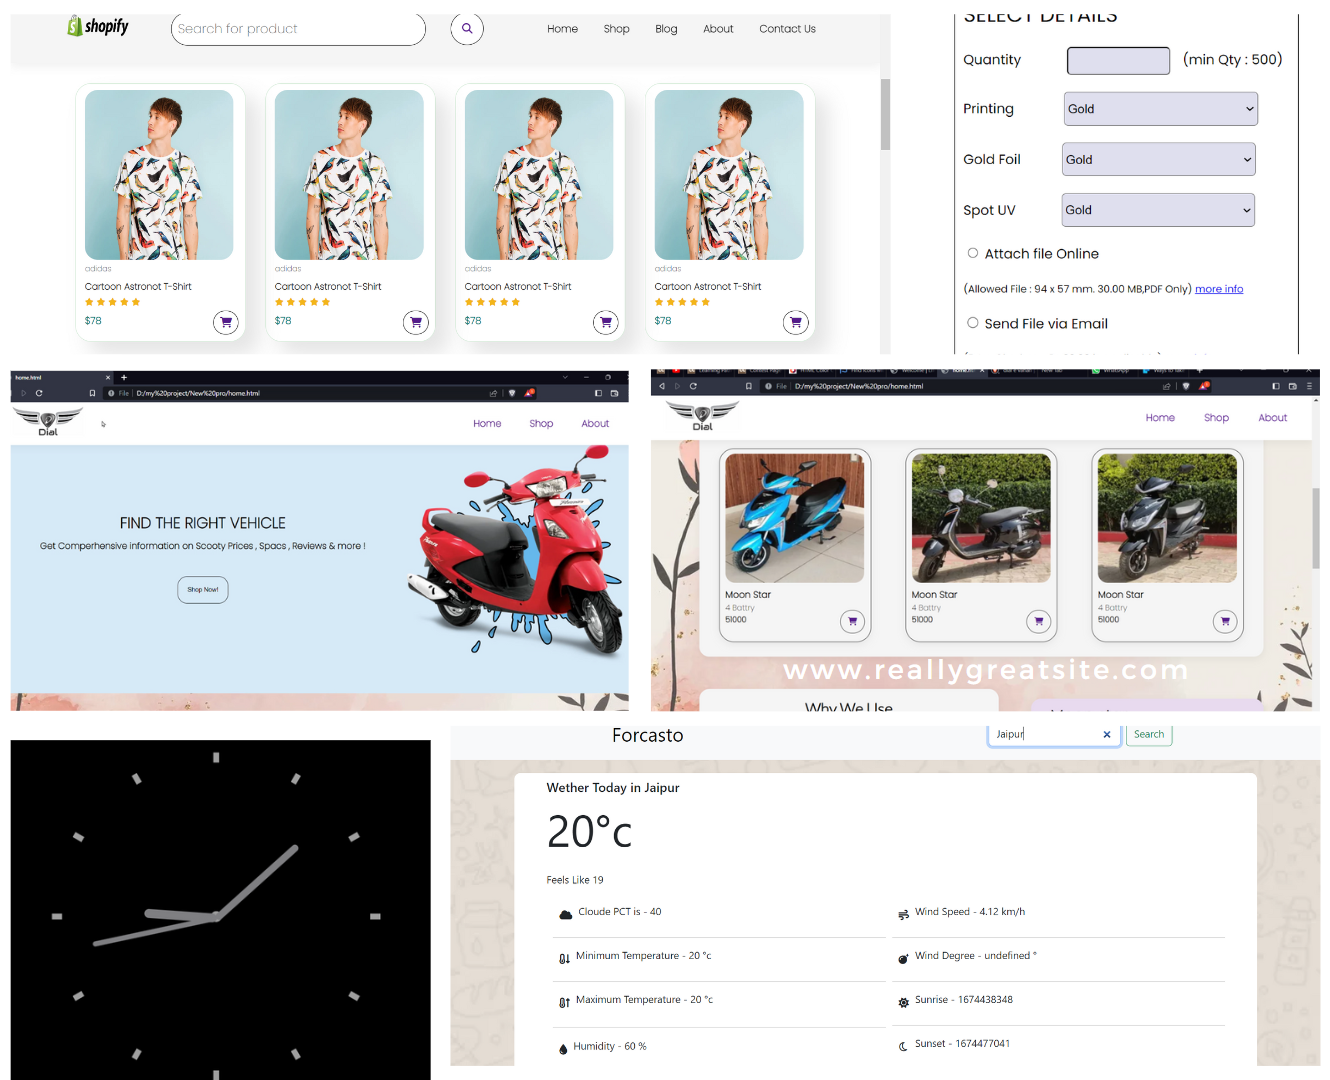 shopify
Search for product
Home
Shop
Blog
About
Contact Us
adidas
Cartoon Astronot T-Shirt
$78
adidas
Cartoon Astronot T-Shirt
$78
adidas
Cartoon Astronot T-Shirt
$78
adidas
Cartoon Astronot T-Shirt
$78
SELECT DETAILS
Quantity
(min Qty : 500)
Printing
Gold
Gold Foil
Gold
Spot UV
Gold
Attach file Online
(Allowed File : 94 x 57 mm. 30.00 MB,PDF Only) more info
Send File via Email
home.html
File
D:/my%20project/New%20pro/home.html
Dial
Home
Shop
About
FIND THE RIGHT VEHICLE
Get Comperhensive information on Scooty Prices , Spacs , Reviews & more !
Shop Now!
File
D:/my%20project/New%20pro/home.html
Dial
Home
Shop
About
Moon Star
4 Battry
51000
Moon Star
4 Battry
51000
Moon Star
4 Battry
51000
www.reallygreatsite.com
Why We Use
Forcasto
Jaipur
Search
Wether Today in Jaipur
20°c
Feels Like 19
Cloude PCT is - 40
Wind Speed - 4.12 km/h
Minimum Temperature - 20 °c
Wind Degree - undefined °
Maximum Temperature - 20 °c
Sunrise - 1674438348
Humidity - 60 %
Sunset - 1674477041